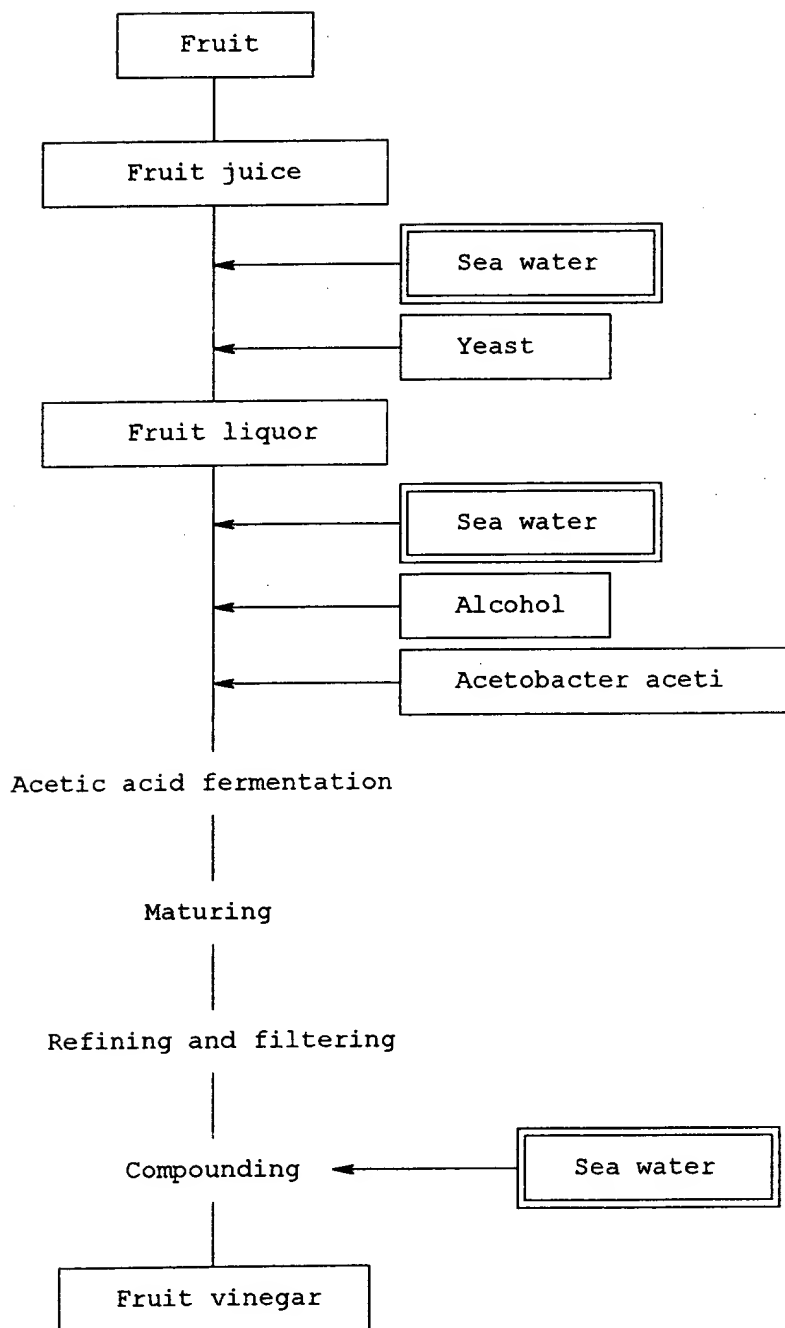 Fruit
Fruit juice
Sea water
Yeast
Fruit liquor
Sea water
Alcohol
Acetobacter aceti
Acetic acid fermentation
Maturing
Refining and filtering
Compounding
Sea water
Fruit vinegar